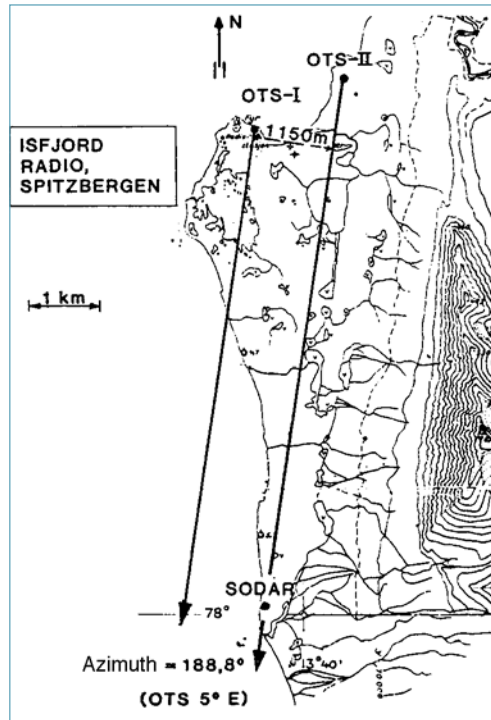 N
OTS-II
OTS-I
1150m
ISFJORD
RADIO,
SPITZBERGEN
1 km
SODAR
78°
Azimuth = 188,8°
13°40'
(OTS 5° E)